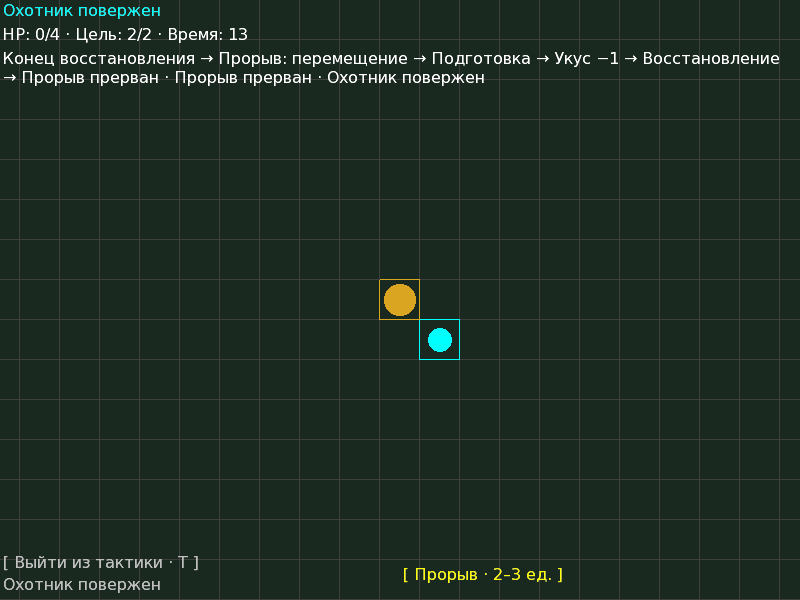 Охотник повержен
HP: 0/4 · Цель: 2/2 · Время: 13
Конец восстановления → Прорыв: перемещение → Подготовка → Укус −1 → Восстановление
→ Прорыв прерван · Прорыв прерван · Охотник повержен
[ Выйти из тактики · T ]
[ Прорыв · 2–3 ед. ]
Охотник повержен